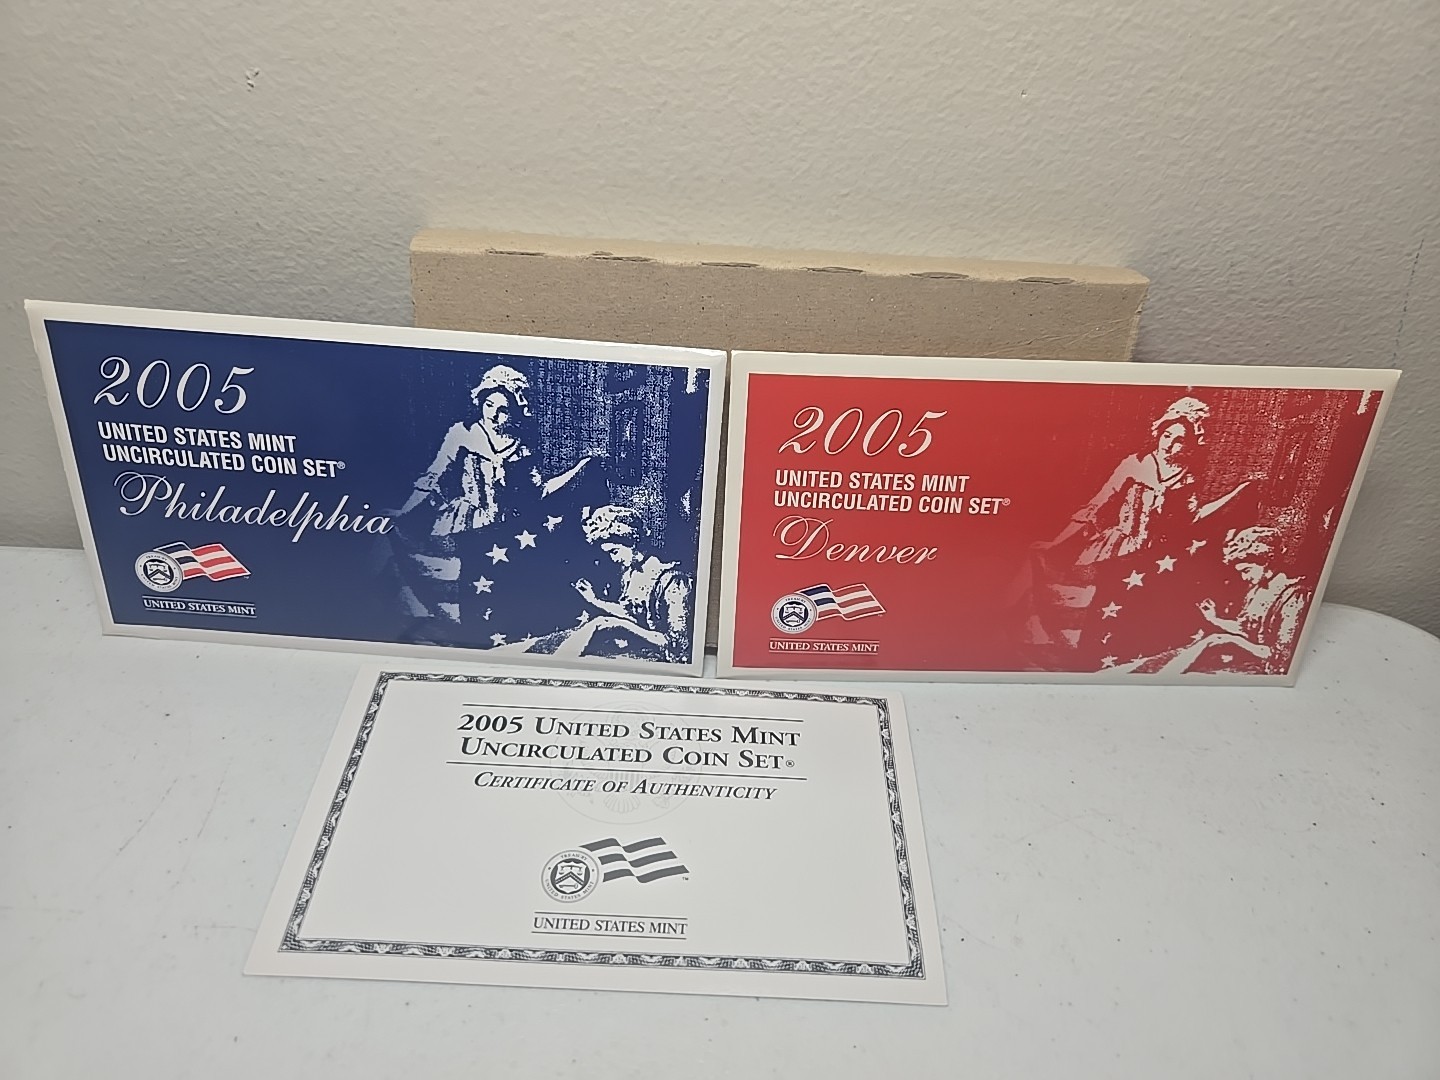 2005
UNITED STATES MINT
UNCIRCULATED COIN SET®
Philadelphia
UNITED STATES MINT
2005
UNITED STATES MINT
UNCIRCULATED COIN SET®
Denver
UNITED STATES MINT
2005 UNITED STATES MINT
UNCIRCULATED COIN SET®
CERTIFICATE OF AUTHENTICITY
TM
UNITED STATES MINT